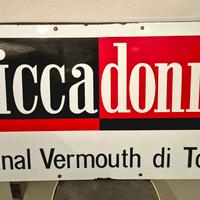 iccadonn
nal Vermouth di To